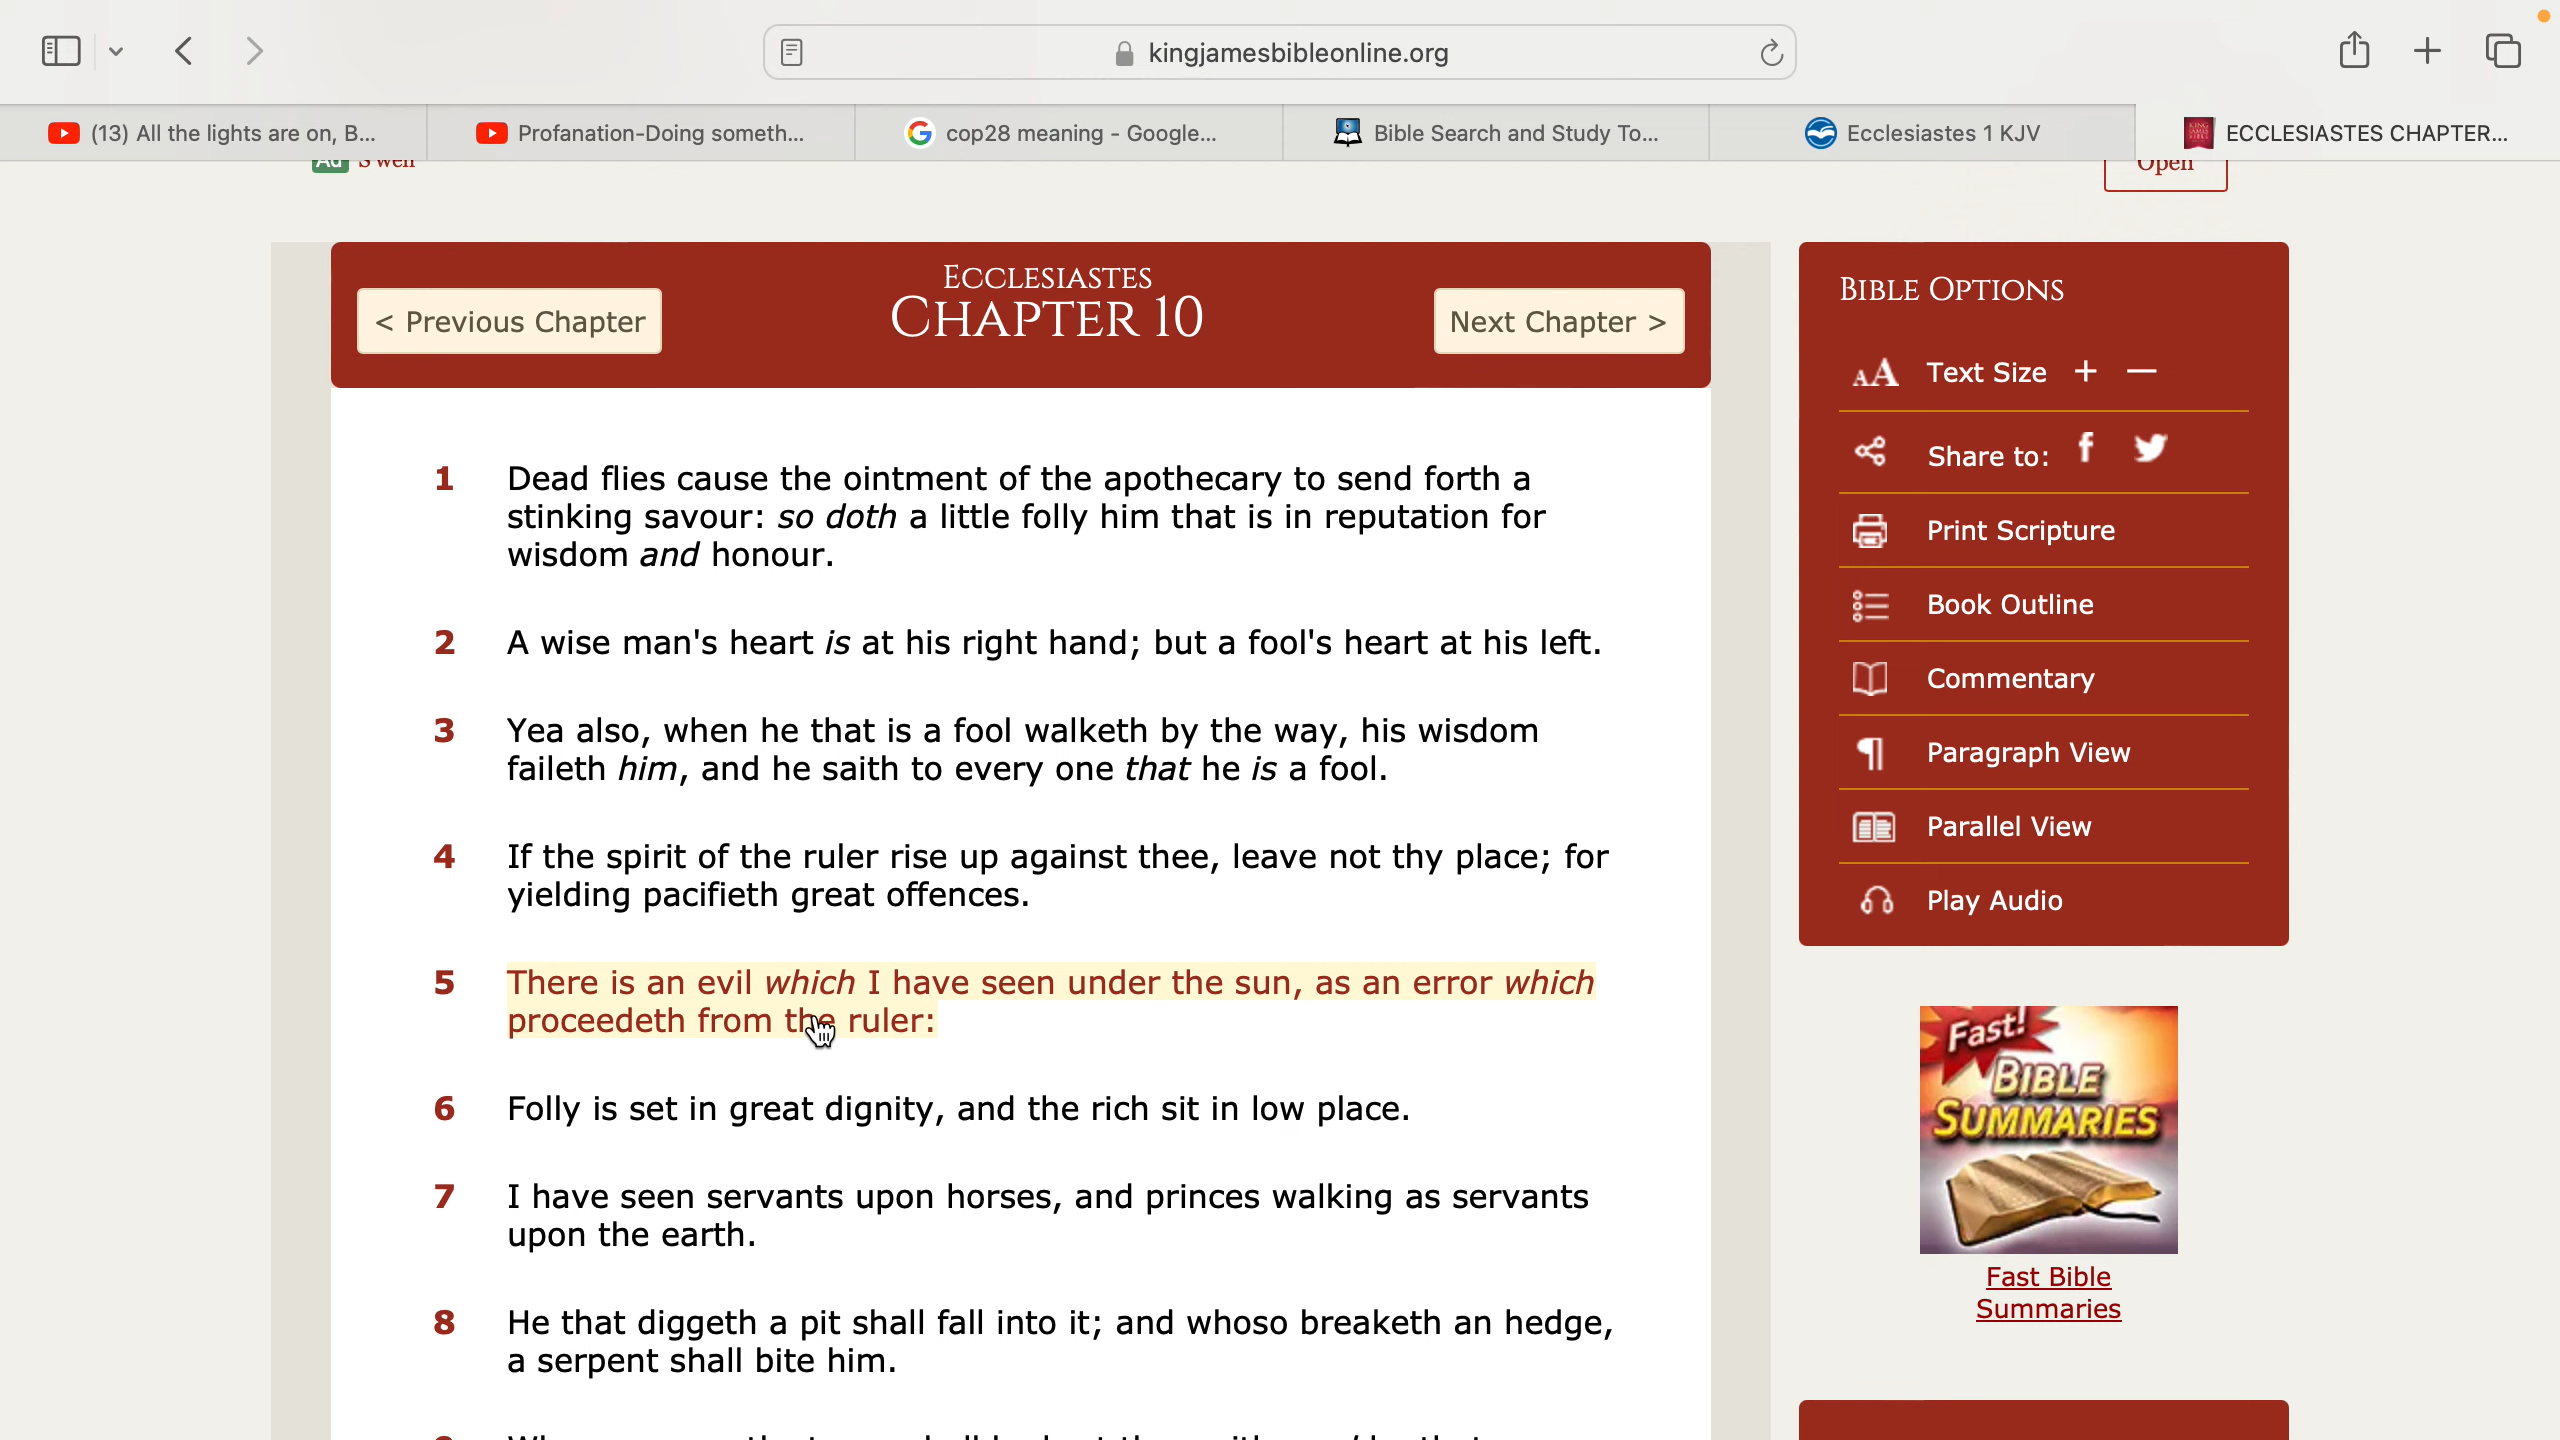 kingjamesbibleonline.org
(13) All the lights are on, B...
Profanation-Doing someth...
cop28 meaning - Google...
Bible Search and Study To...
Ecclesiastes 1 KJV
ECCLESIASTES CHAPTER...
Ad S'well
Open
< Previous Chapter
ECCLESIASTES
CHAPTER 10
Next Chapter >
1 Dead flies cause the ointment of the apothecary to send forth a
stinking savour: so doth a little folly him that is in reputation for
wisdom and honour.
2 A wise man's heart is at his right hand; but a fool's heart at his left.
3 Yea also, when he that is a fool walketh by the way, his wisdom
faileth him, and he saith to every one that he is a fool.
4 If the spirit of the ruler rise up against thee, leave not thy place; for
yielding pacifieth great offences.
5 There is an evil which I have seen under the sun, as an error which
proceedeth from the ruler:
6 Folly is set in great dignity, and the rich sit in low place.
7 I have seen servants upon horses, and princes walking as servants
upon the earth.
8 He that diggeth a pit shall fall into it; and whoso breaketh an hedge,
a serpent shall bite him.
BIBLE OPTIONS
AA Text Size + —
Share to:
Print Scripture
Book Outline
Commentary
Paragraph View
Parallel View
Play Audio
Fast!
BIBLE
SUMMARIES
Fast Bible
Summaries